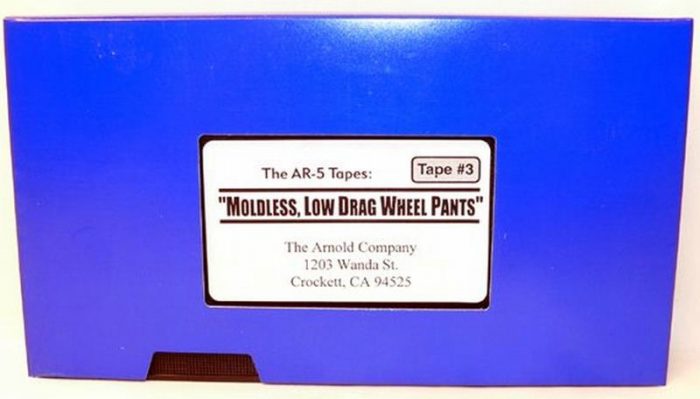 The AR-5 Tapes:
Tape #3
"MOLDLESS, LOW DRAG WHEEL PANTS"
The Arnold Company
1203 Wanda St.
Crockett, CA 94525